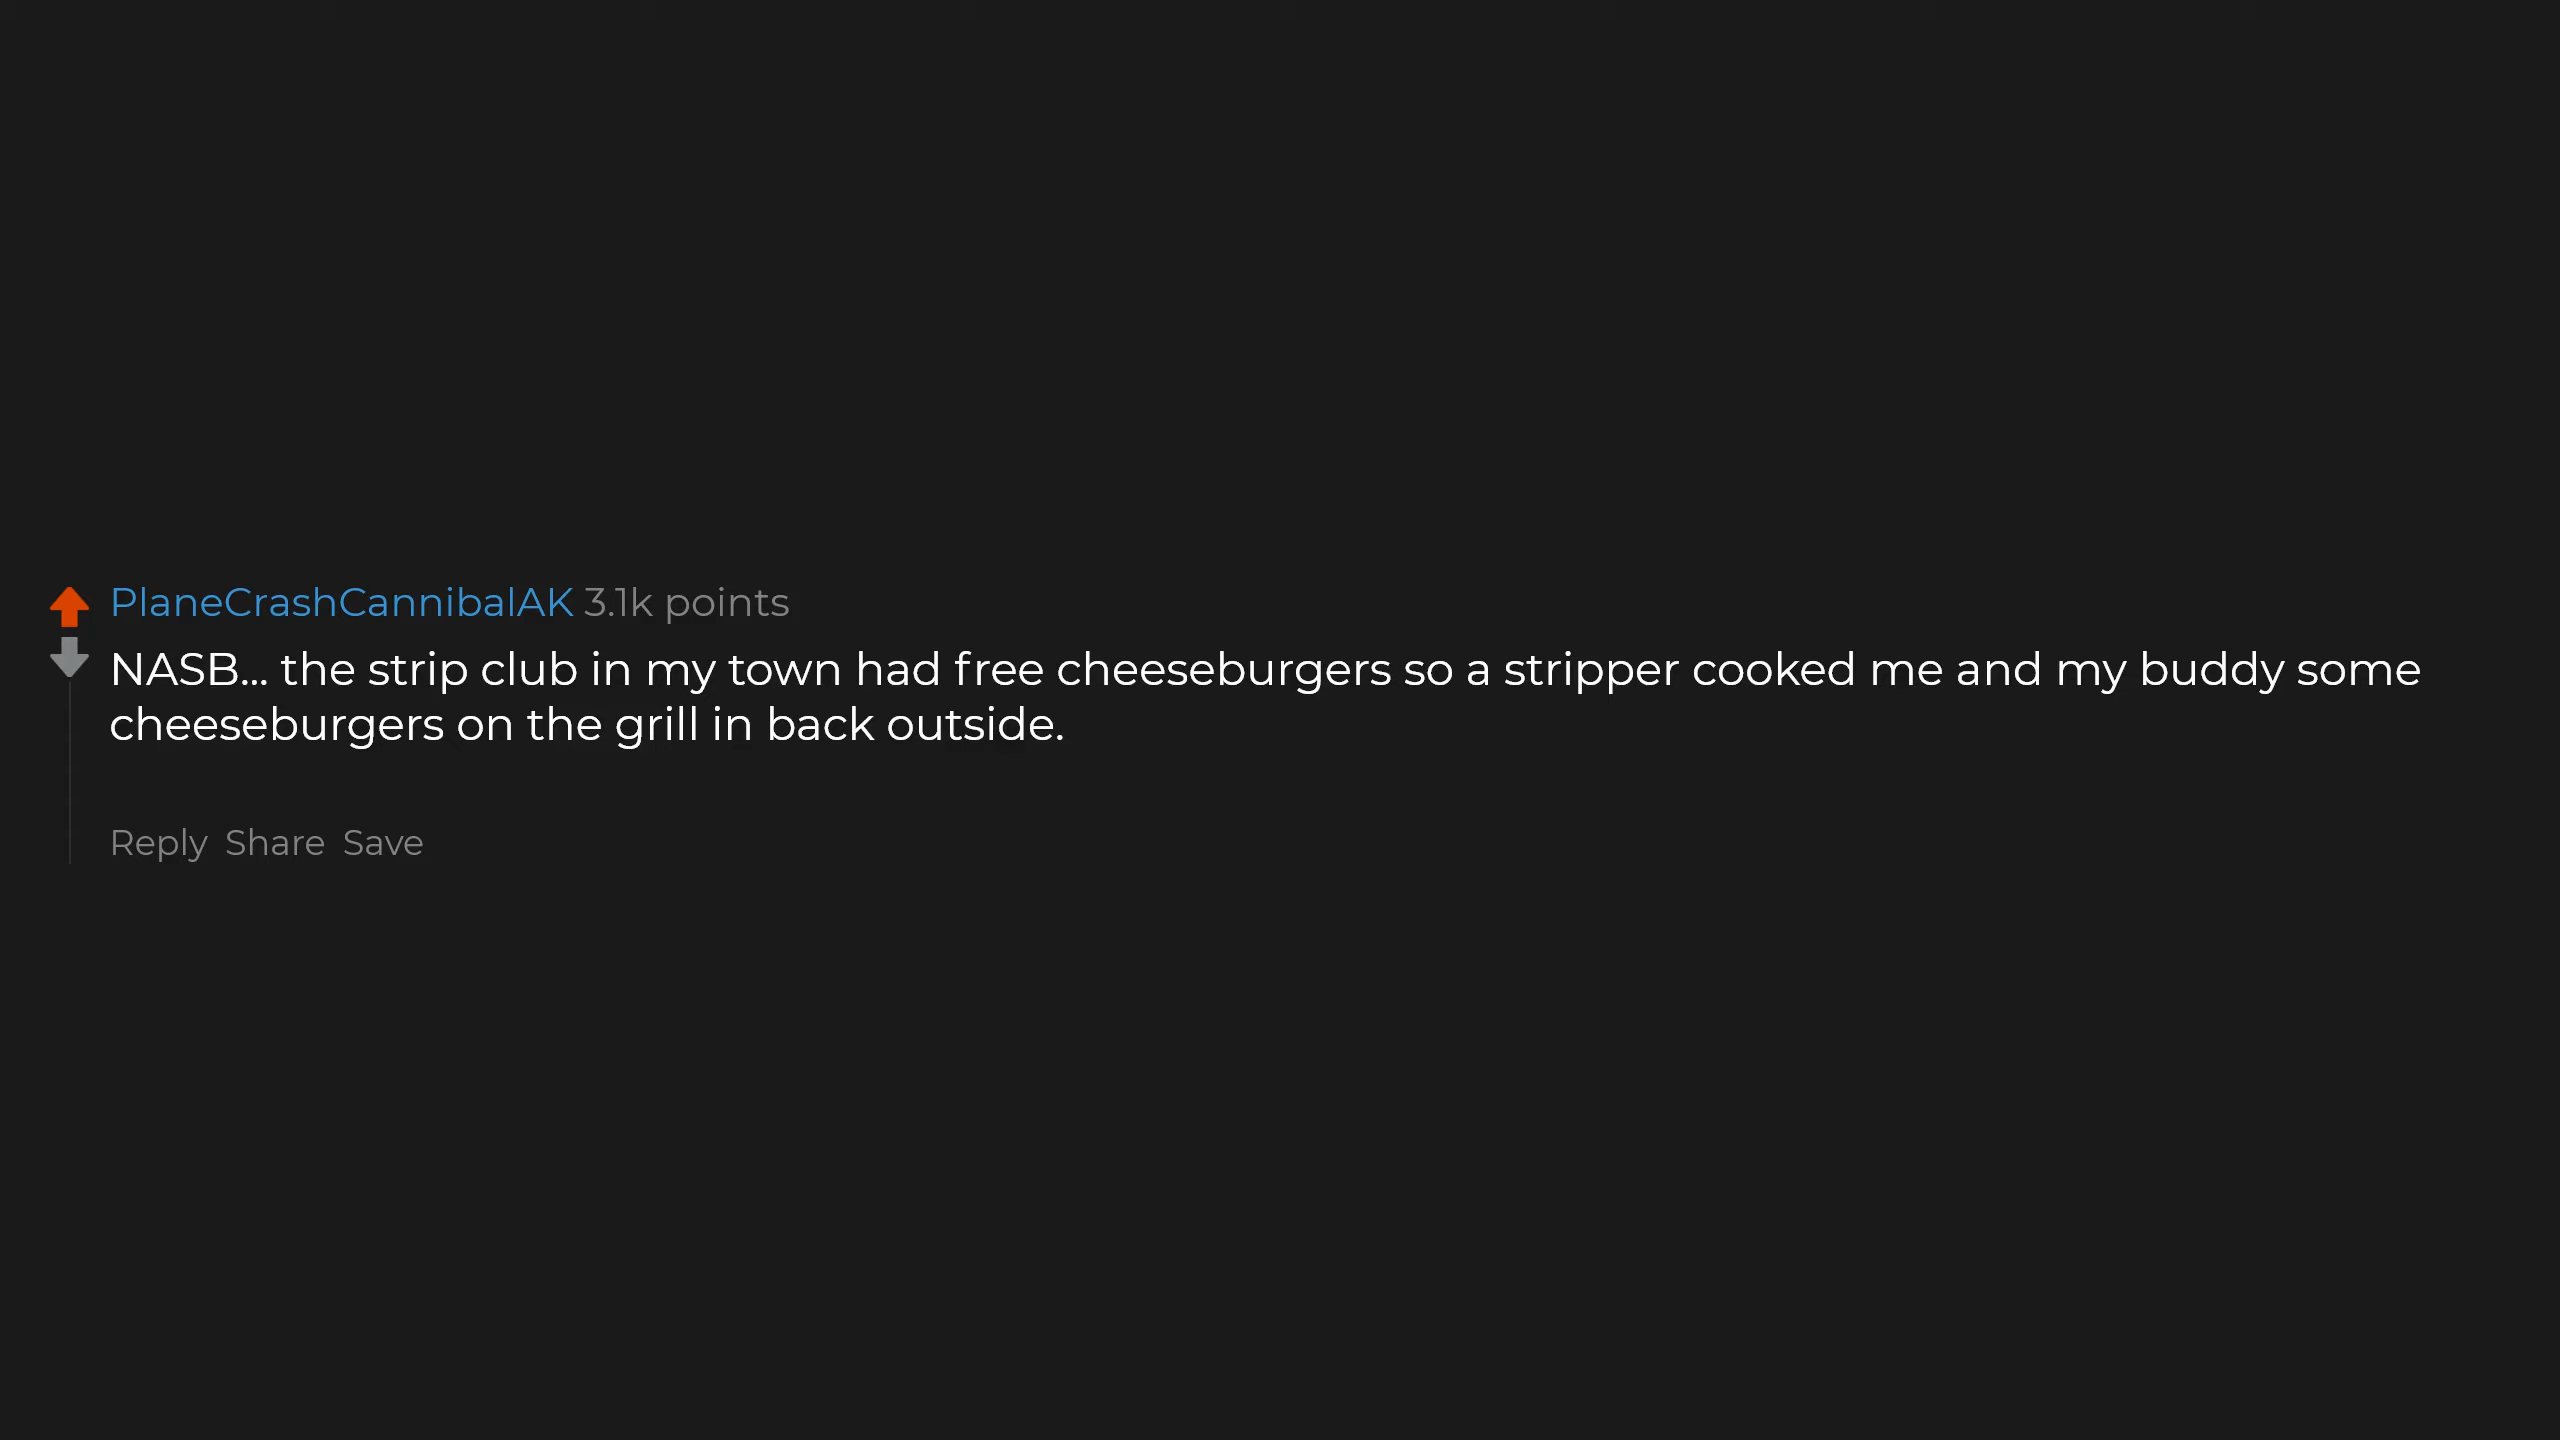 PlaneCrashCannibalAK 3.1k points
NASB... the strip club in my town had free cheeseburgers so a stripper cooked me and my buddy some
cheeseburgers on the grill in back outside.
Reply Share Save